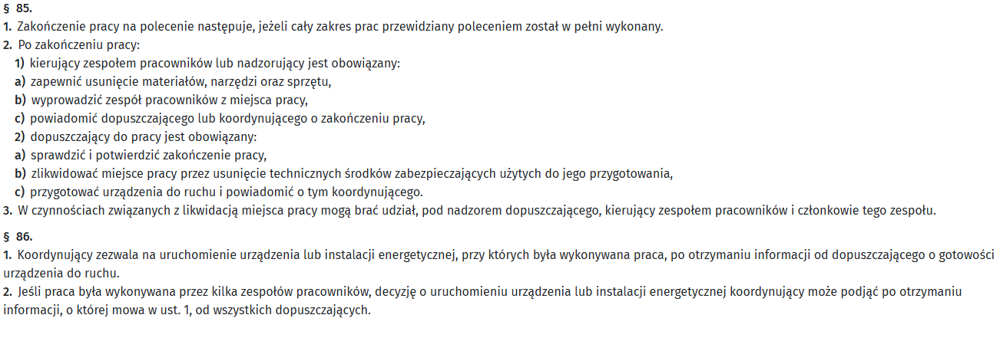 § 85.
1. Zakończenie pracy na polecenie następuje, jeżeli cały zakres prac przewidziany poleceniem został w pełni wykonany.
2. Po zakończeniu pracy:
1) kierujący zespołem pracowników lub nadzorujący jest obowiązany:
a) zapewnić usunięcie materiałów, narzędzi oraz sprzętu,
b) wyprowadzić zespół pracowników z miejsca pracy,
c) powiadomić dopuszczającego lub koordynującego o zakończeniu pracy,
2) dopuszczający do pracy jest obowiązany:
a) sprawdzić i potwierdzić zakończenie pracy,
b) zlikwidować miejsce pracy przez usunięcie technicznych środków zabezpieczających użytych do jego przygotowania,
c) przygotować urządzenia do ruchu i powiadomić o tym koordynującego.
3. W czynnościach związanych z likwidacją miejsca pracy mogą brać udział, pod nadzorem dopuszczającego, kierujący zespołem pracowników i członkowie tego zespołu.
§ 86.
1. Koordynujący zezwala na uruchomienie urządzenia lub instalacji energetycznej, przy których była wykonywana praca, po otrzymaniu informacji od dopuszczającego o gotowości
urządzenia do ruchu.
2. Jeśli praca była wykonywana przez kilka zespołów pracowników, decyzję o uruchomieniu urządzenia lub instalacji energetycznej koordynujący może podjąć po otrzymaniu
informacji, o której mowa w ust. 1, od wszystkich dopuszczających.